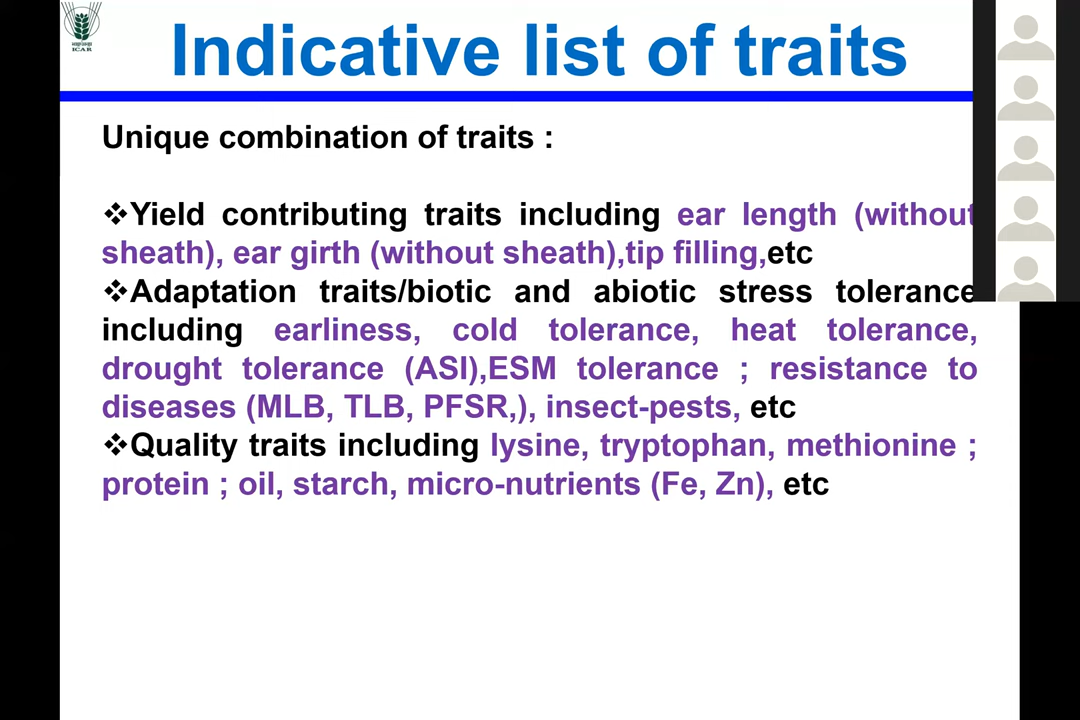 Indicative list of traits
ICAR
Unique combination of traits :
❖Yield contributing traits including ear length (without
sheath), ear girth (without sheath),tip filling,etc
❖Adaptation traits/biotic and abiotic stress tolerance
including earliness, cold tolerance, heat tolerance,
drought tolerance (ASI),ESM tolerance ; resistance to
diseases (MLB, TLB, PFSR,), insect-pests, etc
❖Quality traits including lysine, tryptophan, methionine ;
protein ; oil, starch, micro-nutrients (Fe, Zn), etc